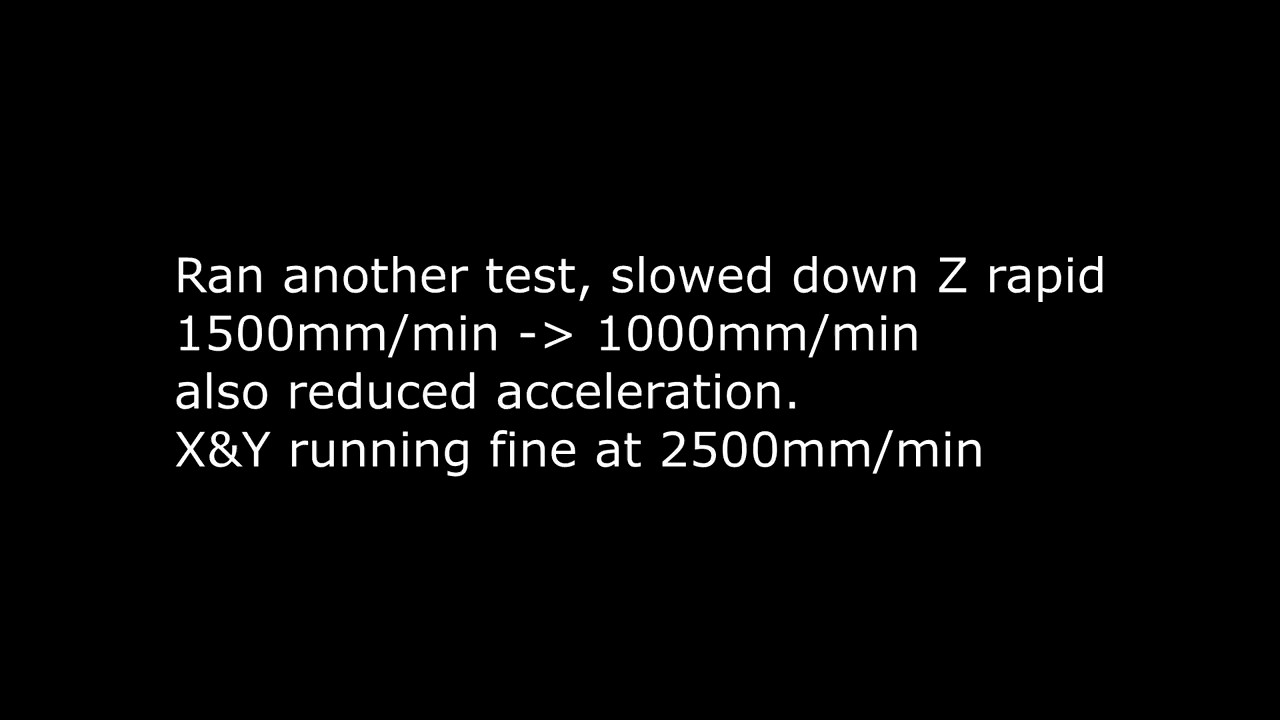 Ran another test, slowed down Z rapid
1500mm/min -> 1000mm/min
also reduced acceleration.
X&Y running fine at 2500mm/min